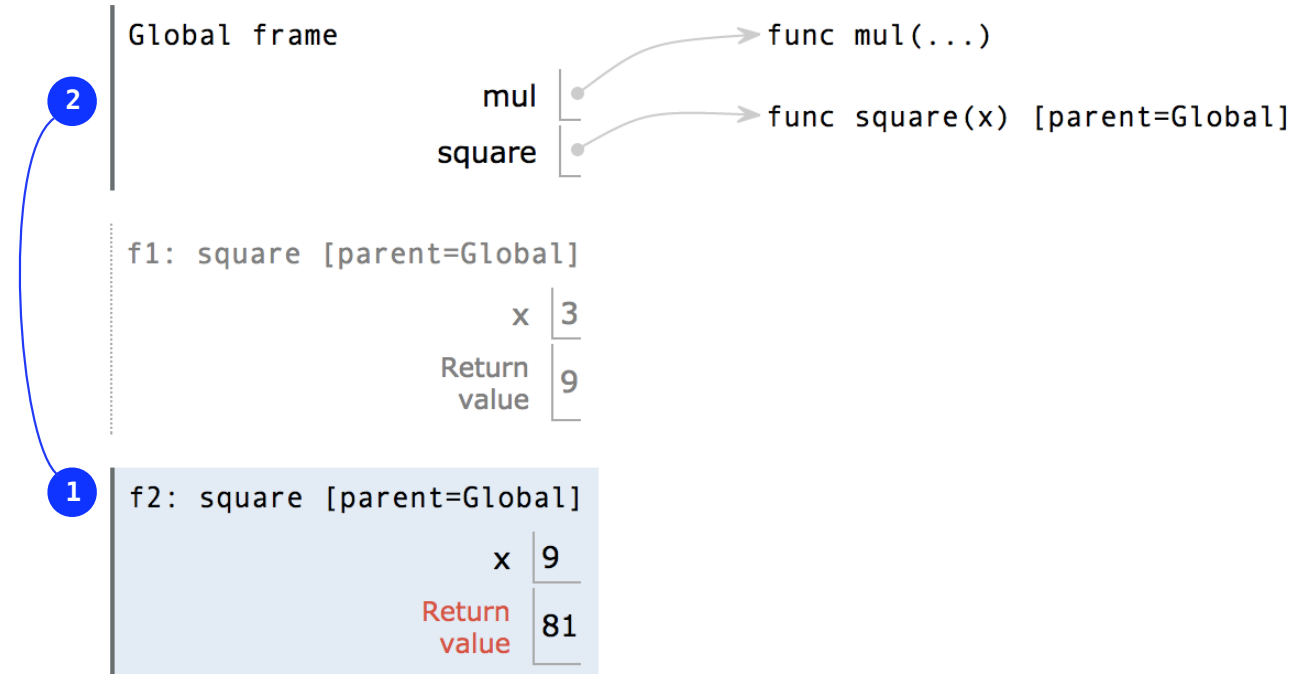 Global frame
func mul(...)
2
mul
func square(x) [parent=Global]
square
f1: square [parent=Global]
x 3
Return
value 9
1
f2: square [parent=Global]
x 9
Return
value 81